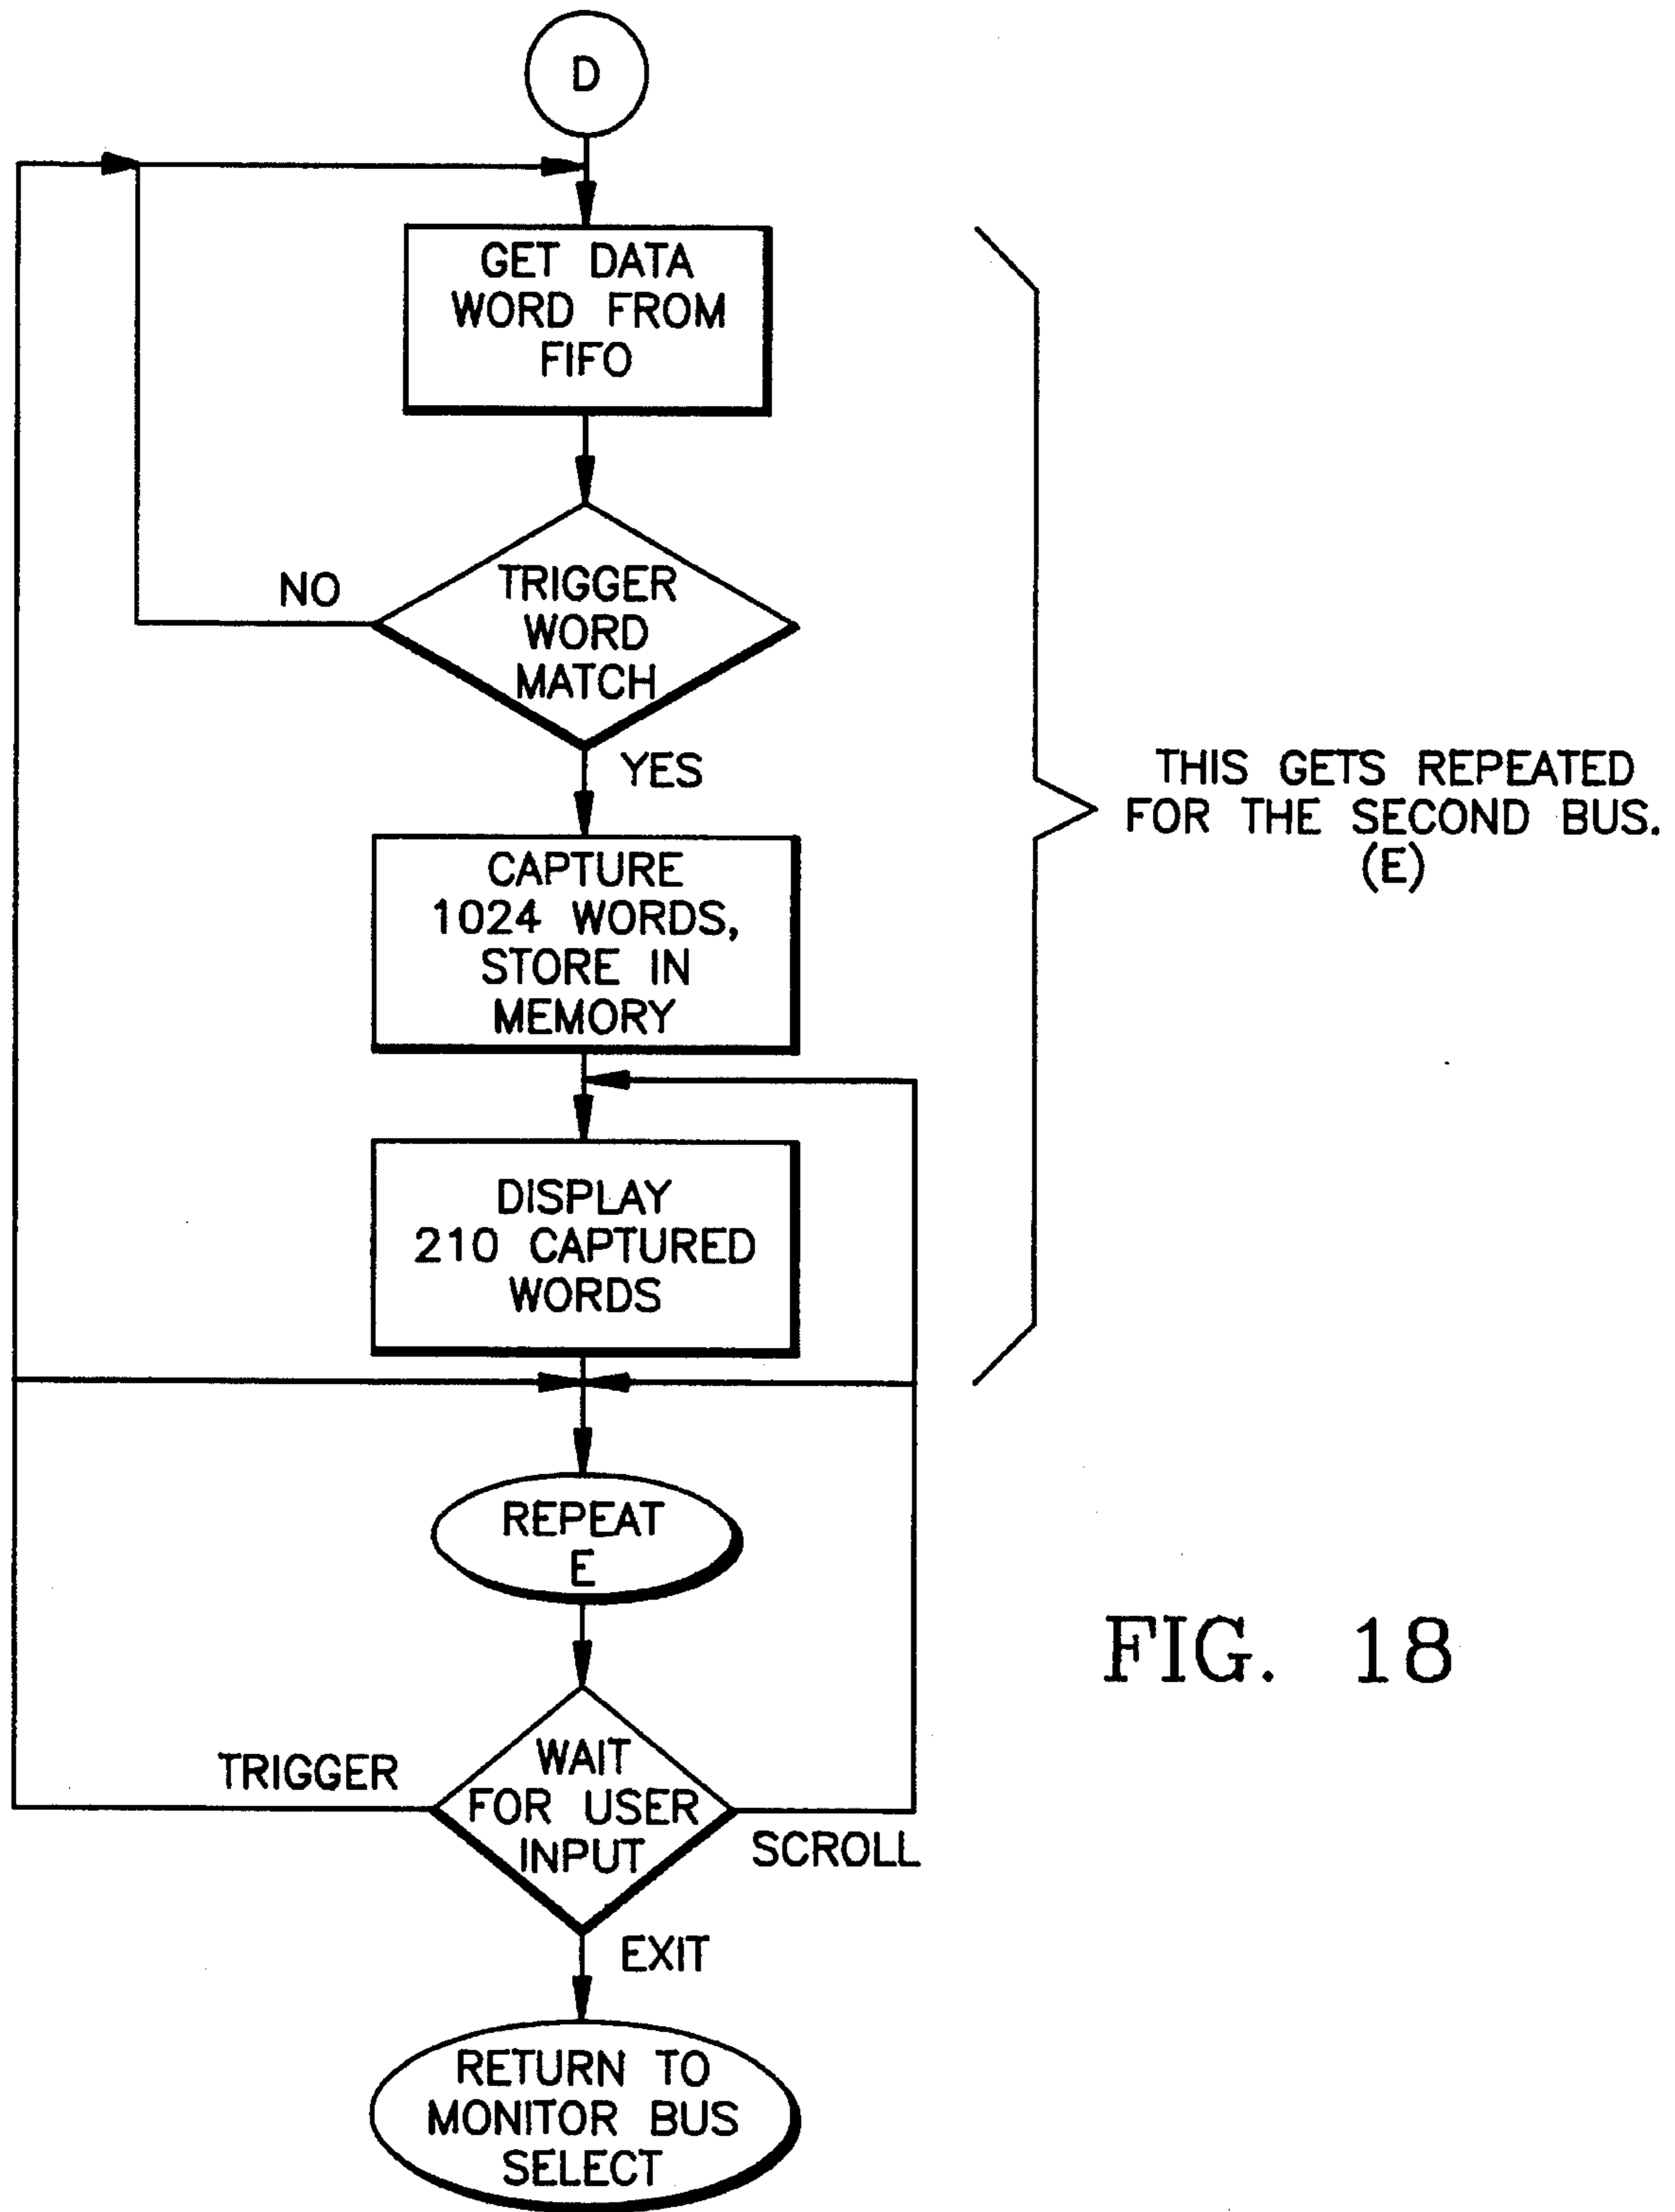 D
GET DATA
WORD FROM
FIFO
NO
TRIGGER
WORD
MATCH
YES
THIS GETS REPEATED
FOR THE SECOND BUS.
(E)
CAPTURE
1024 WORDS,
STORE IN
MEMORY
DISPLAY
210 CAPTURED
WORDS
REPEAT
E
FIG. 18
TRIGGER
WAIT
FOR USER
INPUT
SCROLL
EXIT
RETURN TO
MONITOR BUS
SELECT